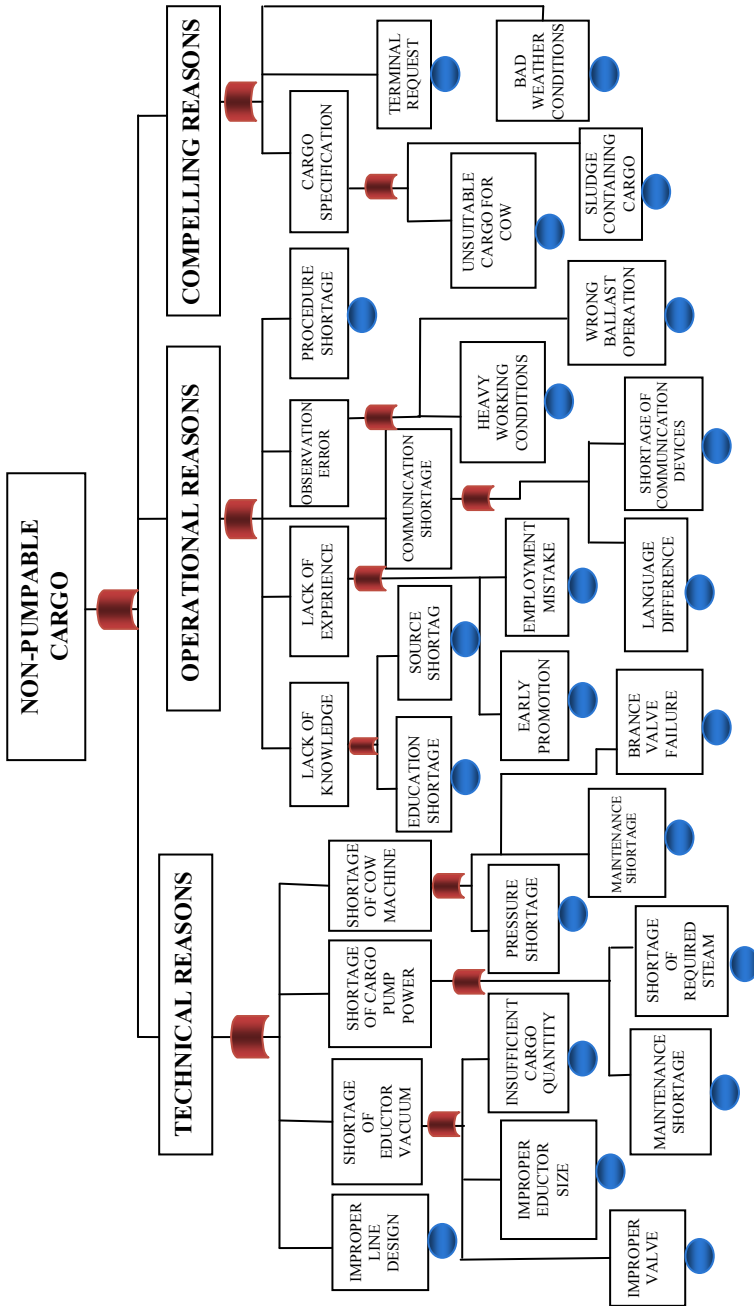 NON-PUMPABLE
CARGO
TECHNICAL REASONS
OPERATIONAL REASONS
COMPELLING REASONS
IMPROPER
LINE
DESIGN
SHORTAGE
OF
EDUCTOR
VACUUM
SHORTAGE
OF CARGO
PUMP
POWER
SHORTAGE
OF COW
MACHINE
LACK OF
KNOWLEDGE
LACK OF
EXPERIENCE
COMMUNICATION
SHORTAGE
OBSERVATION
ERROR
PROCEDURE
SHORTAGE
CARGO
SPECIFICATION
TERMINAL
REQUEST
BAD
WEATHER
CONDITIONS
IMPROPER
VALVE
IMPROPER
EDUCTOR
SIZE
INSUFFICIENT
CARGO
QUANTITY
MAINTENANCE
SHORTAGE
SHORTAGE
OF
REQUIRED
STEAM
PRESSURE
SHORTAGE
MAINTENANCE
SHORTAGE
BRANCE
VALVE
FAILURE
EDUCATION
SHORTAGE
SOURCE
SHORTAG
EARLY
PROMOTION
EMPLOYMENT
MISTAKE
LANGUAGE
DIFFERENCE
SHORTAGE OF
COMMUNICATION
DEVICES
HEAVY
WORKING
CONDITIONS
WRONG
BALLAST
OPERATION
UNSUITABLE
CARGO FOR
COW
SLUDGE
CONTAINING
CARGO